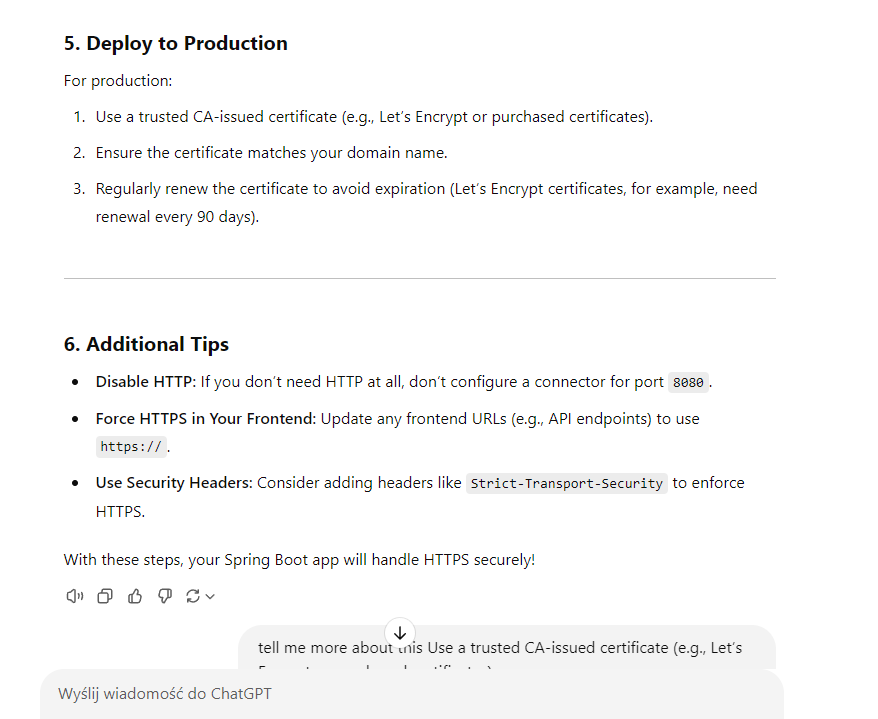 5. Deploy to Production
For production:
1. Use a trusted CA-issued certificate (e.g., Let's Encrypt or purchased certificates).
2. Ensure the certificate matches your domain name.
3. Regularly renew the certificate to avoid expiration (Let's Encrypt certificates, for example, need
renewal every 90 days).
6. Additional Tips
• Disable HTTP: If you don't need HTTP at all, don't configure a connector for port 8080.
• Force HTTPS in Your Frontend: Update any frontend URLs (e.g., API endpoints) to use
https://.
• Use Security Headers: Consider adding headers like Strict-Transport-Security to enforce
HTTPS.
With these steps, your Spring Boot app will handle HTTPS securely!
tell me more about this Use a trusted CA-issued certificate (e.g., Let's
Wyślij wiadomość do ChatGPT